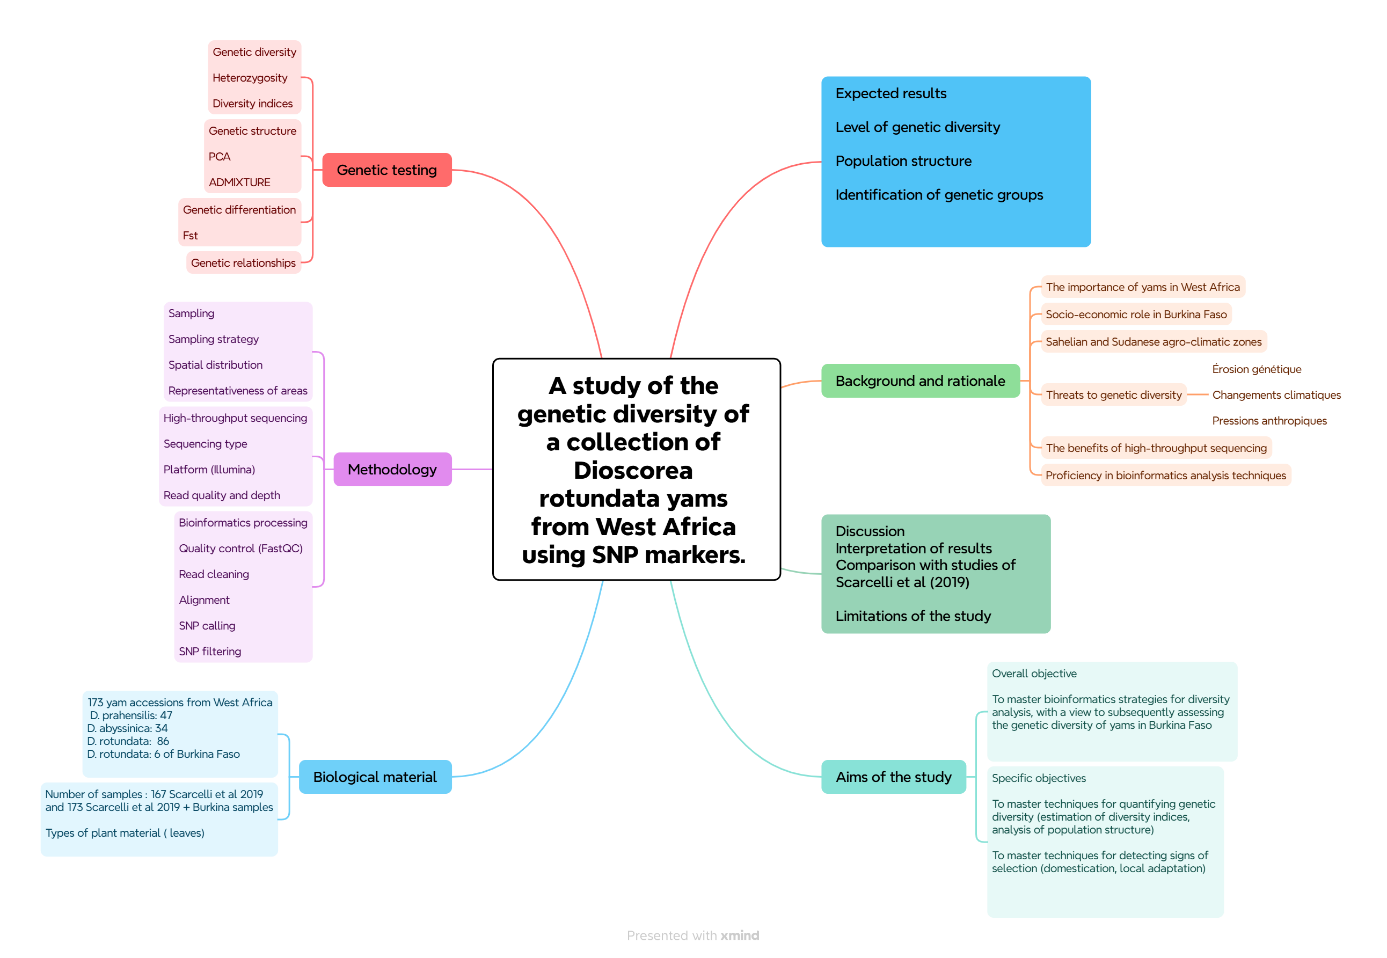 Genetic diversity
Heterozygosity
Diversity indices
Genetic structure
PCA
ADMIXTURE
Genetic differentiation
Fst
Genetic relationships
Genetic testing
Sampling
Sampling strategy
Spatial distribution
Representativeness of areas
High-throughput sequencing
Sequencing type
Platform (Illumina)
Read quality and depth
Bioinformatics processing
Quality control (FastQC)
Read cleaning
Alignment
SNP calling
SNP filtering
Methodology
173 yam accessions from West Africa
D. prahensilis: 47
D. abyssinica: 34
D. rotundata:  86
D. rotundata: 6 of Burkina Faso
Number of samples : 167 Scarcelli et al 2019
and 173 Scarcelli et al 2019 + Burkina samples
Types of plant material ( leaves)
Biological material
A study of the
genetic diversity of
a collection of
Dioscorea
rotundata yams
from West Africa
using SNP markers.
Expected results
Level of genetic diversity
Population structure
Identification of genetic groups
Background and rationale
The importance of yams in West Africa
Socio-economic role in Burkina Faso
Sahelian and Sudanese agro-climatic zones
Threats to genetic diversity
Érosion génétique
Changements climatiques
Pressions anthropiques
The benefits of high-throughput sequencing
Proficiency in bioinformatics analysis techniques
Discussion
Interpretation of results
Comparison with studies of
Scarcelli et al (2019)
Limitations of the study
Aims of the study
Overall objective
To master bioinformatics strategies for diversity
analysis, with a view to subsequently assessing
the genetic diversity of yams in Burkina Faso
Specific objectives
To master techniques for quantifying genetic
diversity (estimation of diversity indices,
analysis of population structure)
To master techniques for detecting signs of
selection (domestication, local adaptation)
Presented with xmind